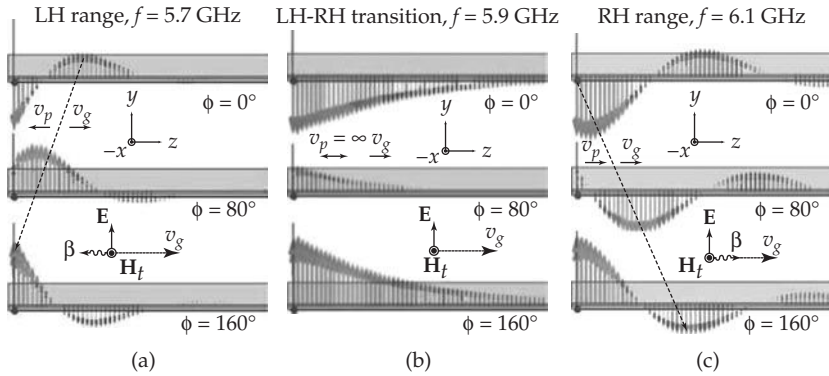 LH range, f = 5.7 GHz
y
ϕ = 0°
v_p
v_g
−x
z
ϕ = 80°
E
β
H_t
v_g
ϕ = 160°
(a)
LH-RH transition, f = 5.9 GHz
y
ϕ = 0°
v_p = ∞ v_g
−x
z
ϕ = 80°
E
v_g
H_t
ϕ = 160°
(b)
RH range, f = 6.1 GHz
y
ϕ = 0°
v_p
v_g
−x
z
ϕ = 80°
E
β
H_t
v_g
ϕ = 160°
(c)